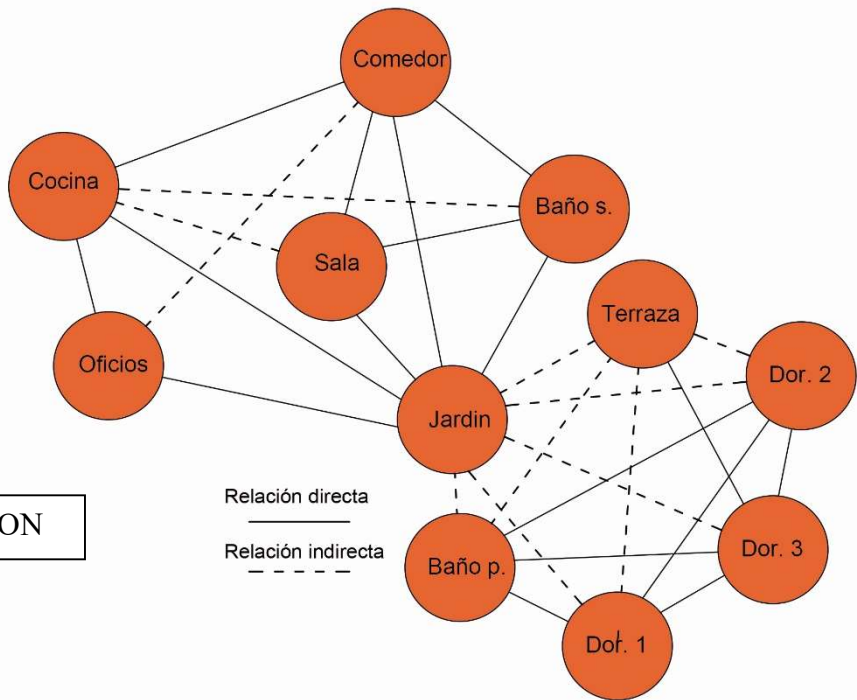 Comedor
Cocina
Baño s.
Sala
Terraza
Oficios
Dor. 2
Jardin
Relación directa
ON
Dor. 3
Relación indirecta
Baño p.
Dor. 1